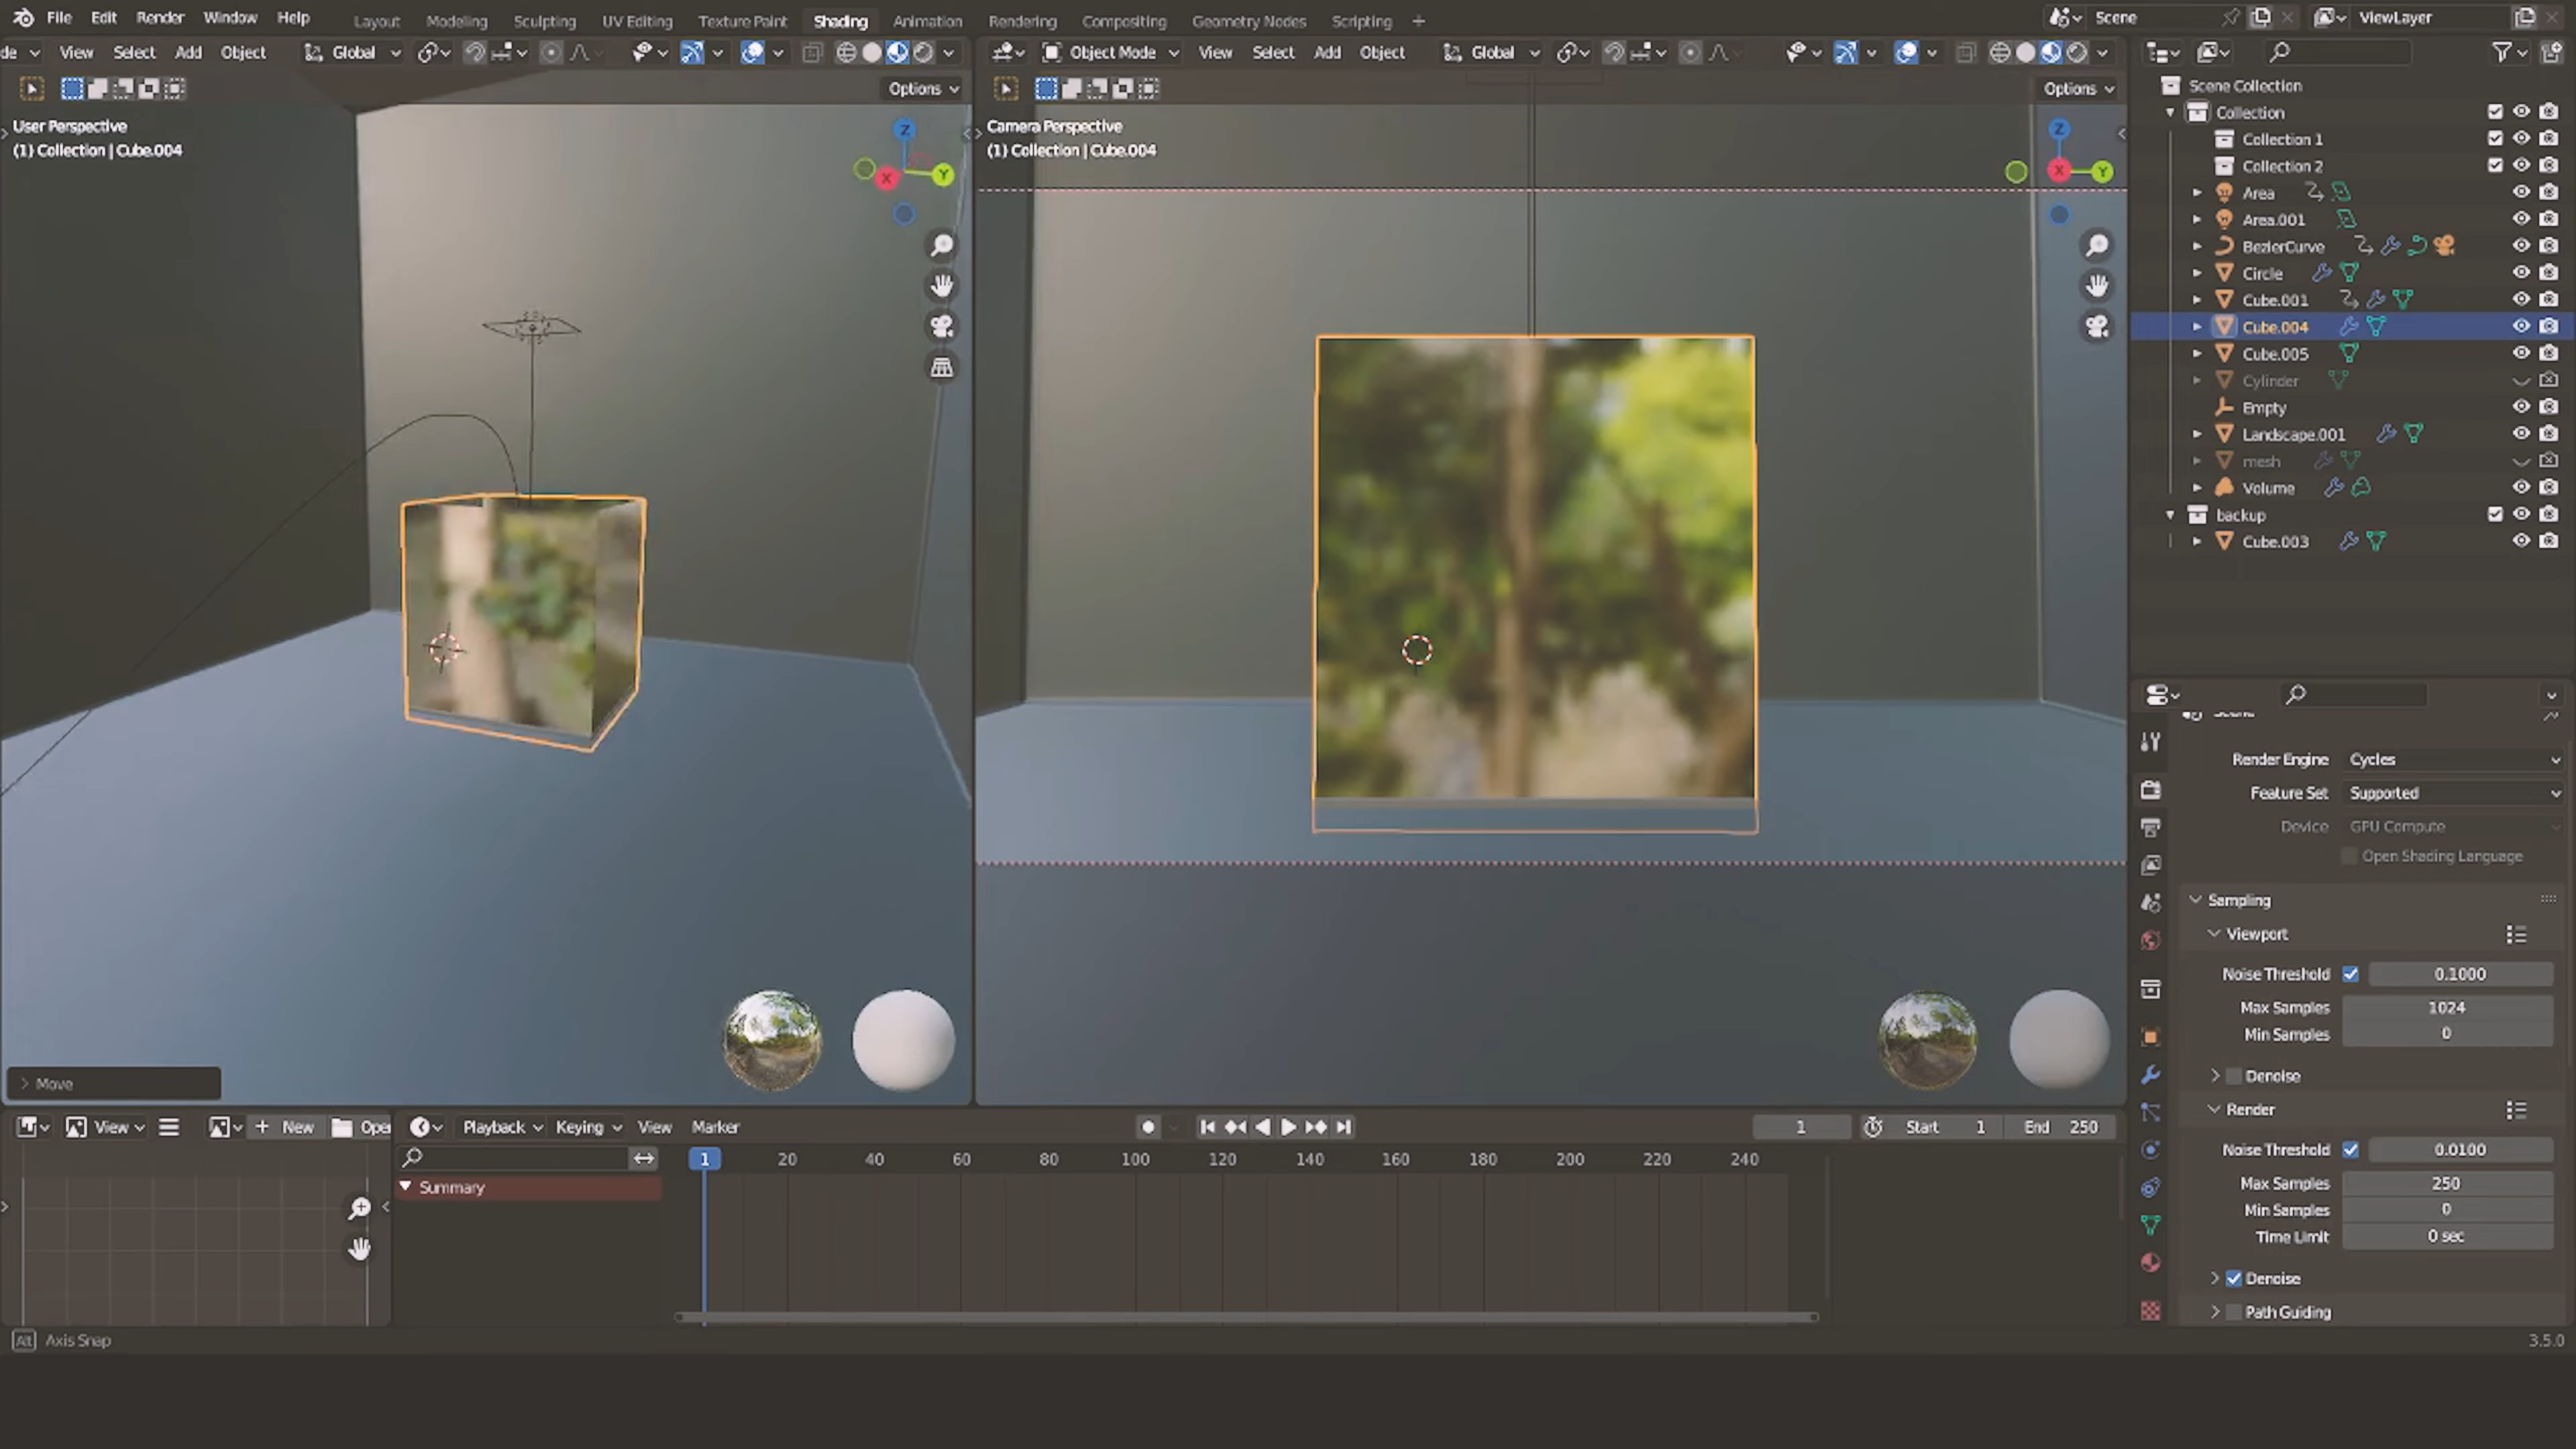 File Edit Render Window Help Layout Modeling Sculpting UV Editing Texture Paint Shading Animation Rendering Compositing Geometry Nodes Scripting + Scene ViewLayer
de View Select Add Object Global
Object Mode View Select Add Object Global
Options
Options
User Perspective
(1) Collection | Cube.004
Z
X
Y
Camera Perspective
(1) Collection | Cube.004
Z
X
Y
Scene Collection
Collection
Collection 1
Collection 2
Area
Area.001
BezierCurve
Circle
Cube.001
Cube.004
Cube.005
Cylinder
Empty
Landscape.001
mesh
Volume
backup
Cube.003
Render Engine Cycles
Feature Set Supported
Device GPU Compute
Open Shading Language
Sampling
Viewport
Noise Threshold 0.1000
Max Samples 1024
Min Samples 0
Denoise
Render
Noise Threshold 0.0100
Max Samples 250
Min Samples 0
Time Limit 0 sec
Denoise
Path Guiding
Move
View + New Ope
Playback Keying View Marker 1 Start 1 End 250
1 20 40 60 80 100 120 140 160 180 200 220 240
Summary
Alt Axis Snap
3.5.0